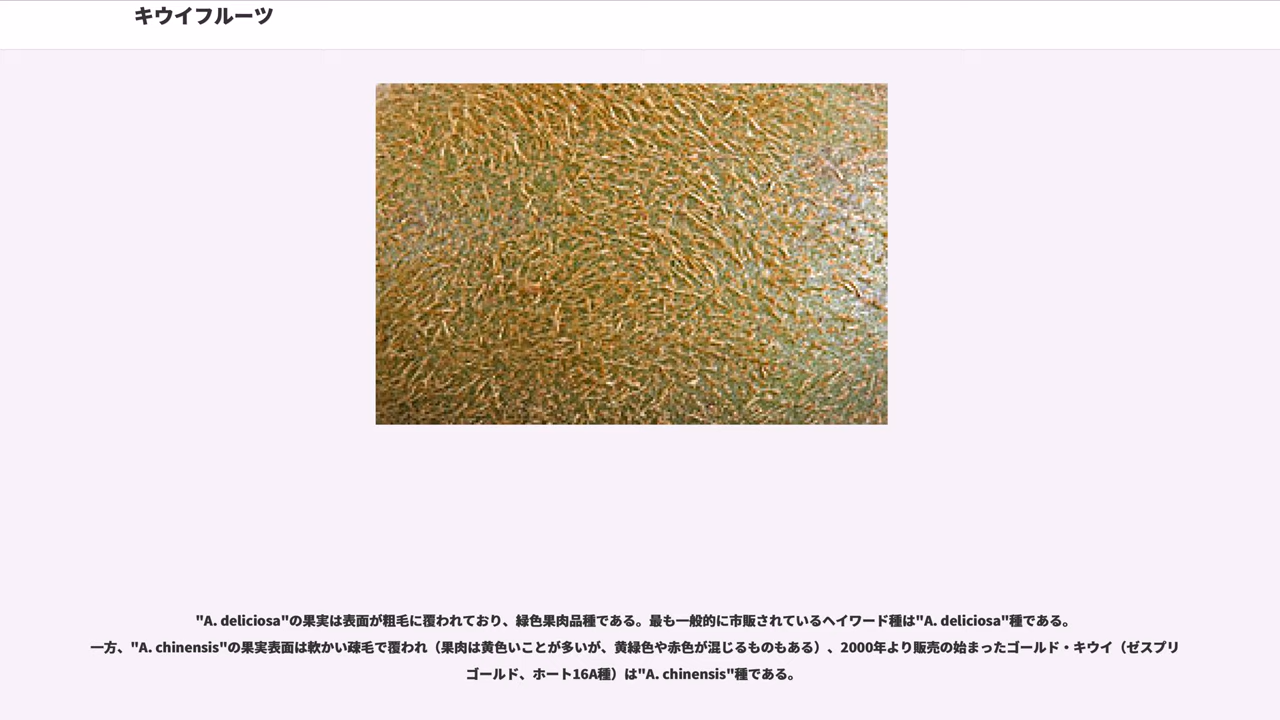 キウイフルーツ
"A. deliciosa"の果実は表面が粗毛に覆われており、緑色果肉品種である。最も一般的に市販されているヘイワード種は"A. deliciosa"種である。
一方、"A. chinensis"の果実表面は軟かい疎毛で覆われ（果肉は黄色いことが多いが、黄緑色や赤色が混じるものもある）、2000年より販売の始まったゴールド・キウイ（ゼスプリ
ゴールド、ホート16A種）は"A. chinensis"種である。